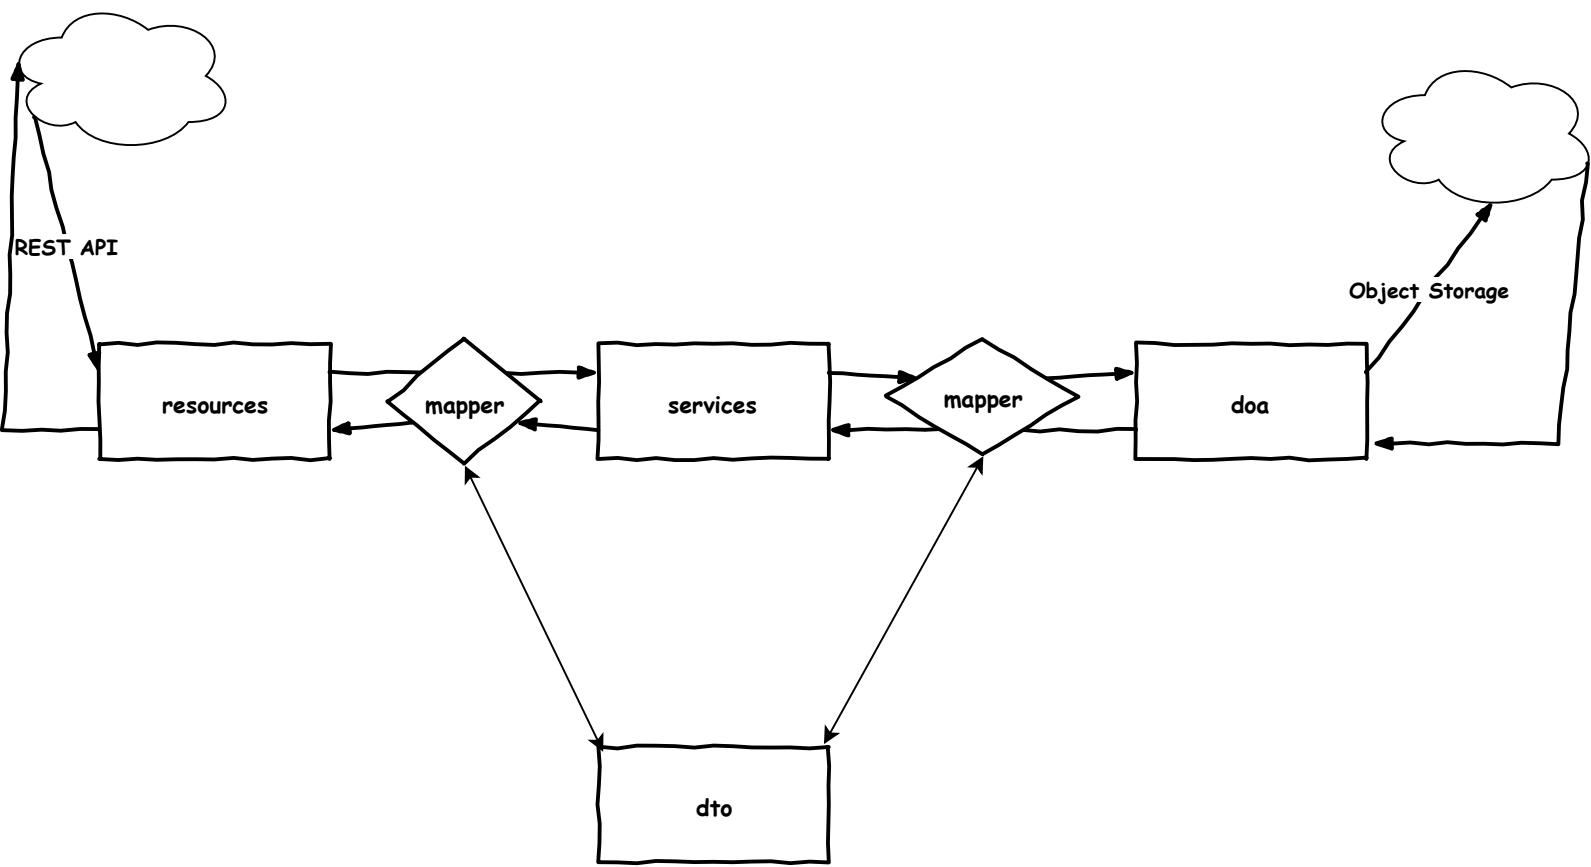 REST API
Object Storage
resources
mapper
services
mapper
doa
dto